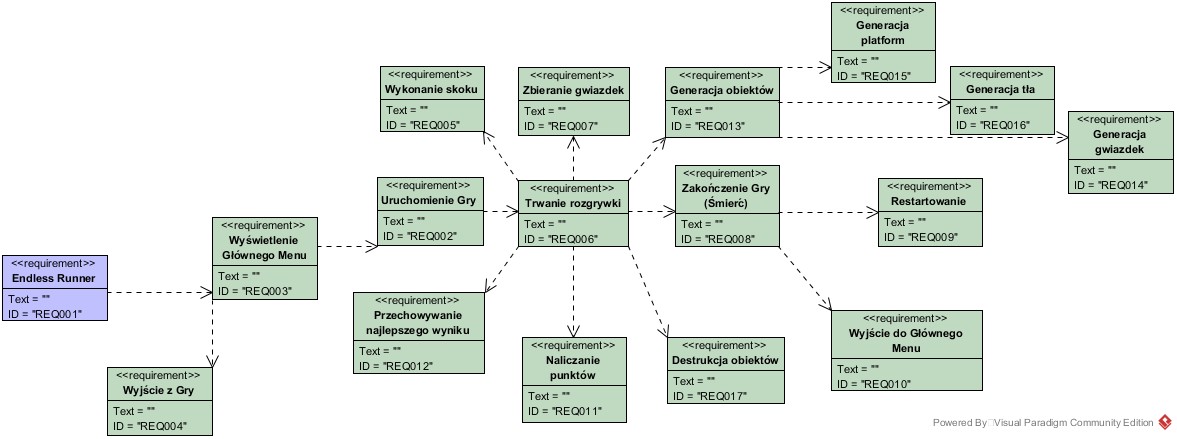 <<requirement>>
Generacja
platform
Text = ""
ID = "REQ015"
<<requirement>>
Wykonanie skoku
Text = ""
ID = "REQ005"
<<requirement>>
Zbieranie gwiazdek
Text = ""
ID = "REQ007"
<<requirement>>
Generacja obiektów
Text = ""
ID = "REQ013"
<<requirement>>
Generacja tła
Text = ""
ID = "REQ016"
<<requirement>>
Generacja
gwiazdek
Text = ""
ID = "REQ014"
<<requirement>>
Uruchomienie Gry
Text = ""
ID = "REQ002"
<<requirement>>
Trwanie rozgrywki
Text = ""
ID = "REQ006"
<<requirement>>
Zakończenie Gry
(Śmierć)
Text = ""
ID = "REQ008"
<<requirement>>
Restartowanie
Text = ""
ID = "REQ009"
<<requirement>>
Wyświetlenie
Głównego Menu
Text = ""
ID = "REQ003"
<<requirement>>
Endless Runner
Text = ""
ID = "REQ001"
<<requirement>>
Przechowywanie
najlepszego wyniku
Text = ""
ID = "REQ012"
<<requirement>>
Naliczanie
punktów
Text = ""
ID = "REQ011"
<<requirement>>
Destrukcja obiektów
Text = ""
ID = "REQ017"
<<requirement>>
Wyjście do Głównego
Menu
Text = ""
ID = "REQ010"
<<requirement>>
Wyjście z Gry
Text = ""
ID = "REQ004"
Powered By Visual Paradigm Community Edition